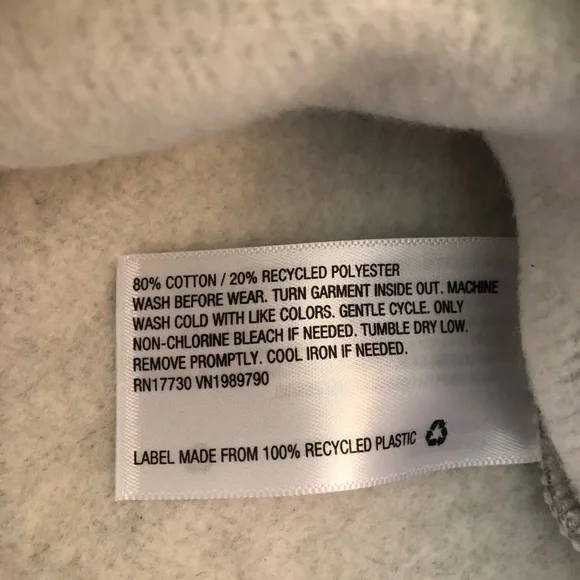 80% COTTON / 20% RECYCLED POLYESTER
WASH BEFORE WEAR. TURN GARMENT INSIDE OUT. MACHINE
WASH COLD WITH LIKE COLORS. GENTLE CYCLE. ONLY
NON-CHLORINE BLEACH IF NEEDED. TUMBLE DRY LOW.
REMOVE PROMPTLY. COOL IRON IF NEEDED.
RN17730 VN1989790
LABEL MADE FROM 100% RECYCLED PLASTIC